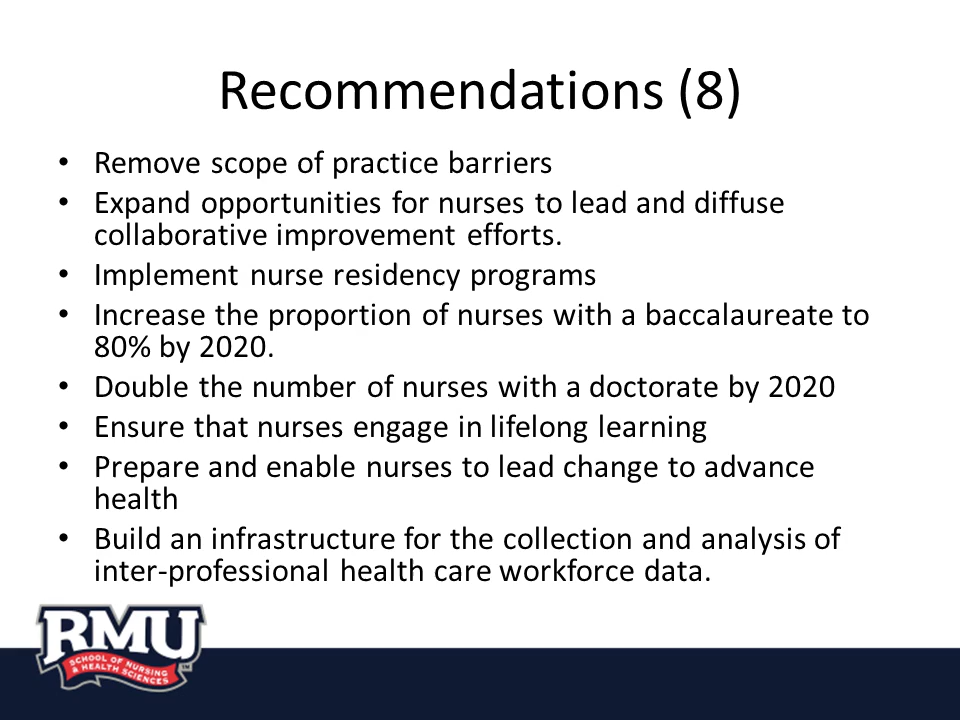 Recommendations (8)
• Remove scope of practice barriers
• Expand opportunities for nurses to lead and diffuse
collaborative improvement efforts.
• Implement nurse residency programs
• Increase the proportion of nurses with a baccalaureate to
80% by 2020.
• Double the number of nurses with a doctorate by 2020
• Ensure that nurses engage in lifelong learning
• Prepare and enable nurses to lead change to advance
health
• Build an infrastructure for the collection and analysis of
inter-professional health care workforce data.
RMU
SCHOOL OF NURSING
& HEALTH SCIENCES
TM